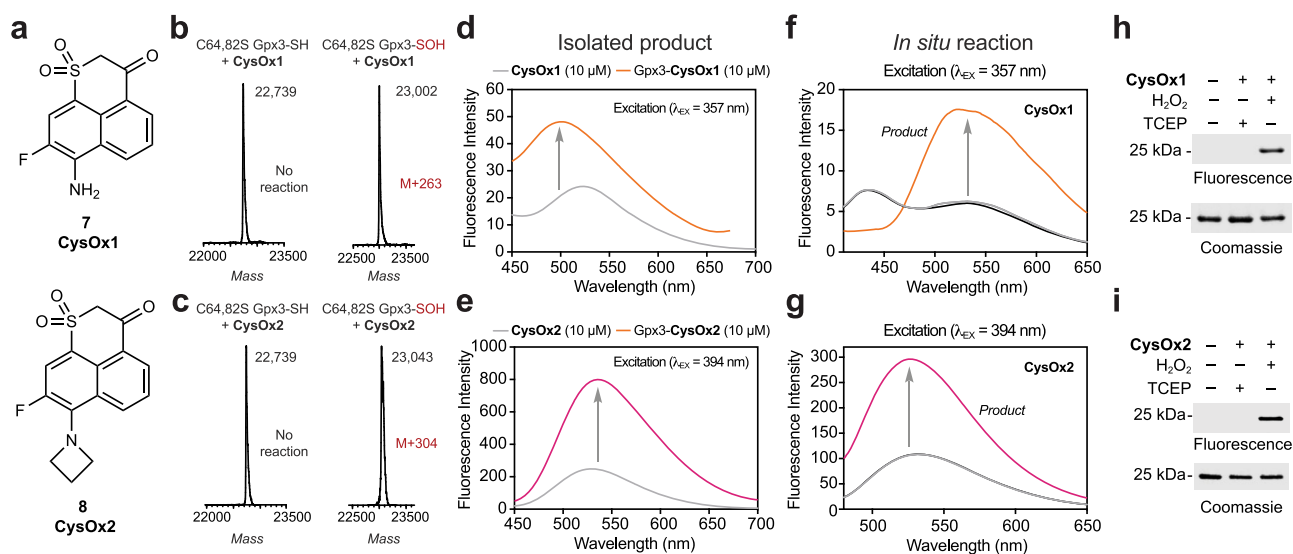 a
O
O
S
O
F
NH₂
7
CysOx1
O
O
S
O
F
N
8
CysOx2
b
C64,82S Gpx3-SH
+ CysOx1
22,739
No
reaction
22000 23500
Mass
C64,82S Gpx3-SOH
+ CysOx1
23,002
M+263
22500 23500
Mass
c
C64,82S Gpx3-SH
+ CysOx2
22,739
No
reaction
22000 23500
Mass
C64,82S Gpx3-SOH
+ CysOx2
23,043
M+304
22500 23500
Mass
Isolated product
d
CysOx1 (10 µM) Gpx3-CysOx1 (10 µM)
Excitation (λEX = 357 nm)
Fluorescence Intensity
60
50
40
30
20
10
0
450 500 550 600 650 700
Wavelength (nm)
e
CysOx2 (10 µM) Gpx3-CysOx2 (10 µM)
Excitation (λEX = 394 nm)
Fluorescence Intensity
1000
800
600
400
200
0
450 500 550 600 650 700
Wavelength (nm)
In situ reaction
f
Excitation (λEX = 357 nm)
CysOx1
Product
Fluorescence Intensity
20
15
10
5
0
450 500 550 600 650
Wavelength (nm)
g
Excitation (λEX = 394 nm)
CysOx2
Product
Fluorescence Intensity
300
250
200
150
100
50
0
500 550 600 650
Wavelength (nm)
h
CysOx1 – + +
H₂O₂ – – +
TCEP – + –
25 kDa -
Fluorescence
25 kDa -
Coomassie
i
CysOx2 – + +
H₂O₂ – – +
TCEP – + –
25 kDa-
Fluorescence
25 kDa-
Coomassie